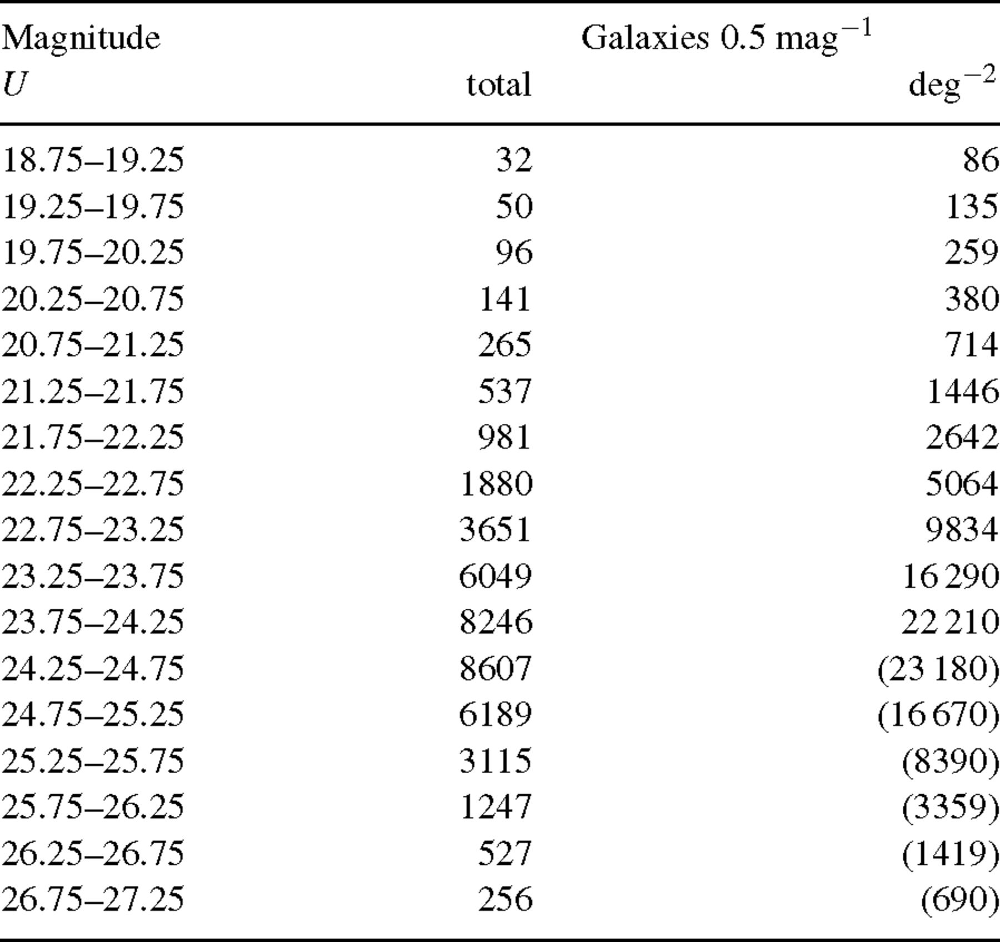 Magnitude Galaxies 0.5 mag⁻¹
U total deg⁻²
18.75–19.25 32 86
19.25–19.75 50 135
19.75–20.25 96 259
20.25–20.75 141 380
20.75–21.25 265 714
21.25–21.75 537 1446
21.75–22.25 981 2642
22.25–22.75 1880 5064
22.75–23.25 3651 9834
23.25–23.75 6049 16 290
23.75–24.25 8246 22 210
24.25–24.75 8607 (23 180)
24.75–25.25 6189 (16 670)
25.25–25.75 3115 (8390)
25.75–26.25 1247 (3359)
26.25–26.75 527 (1419)
26.75–27.25 256 (690)